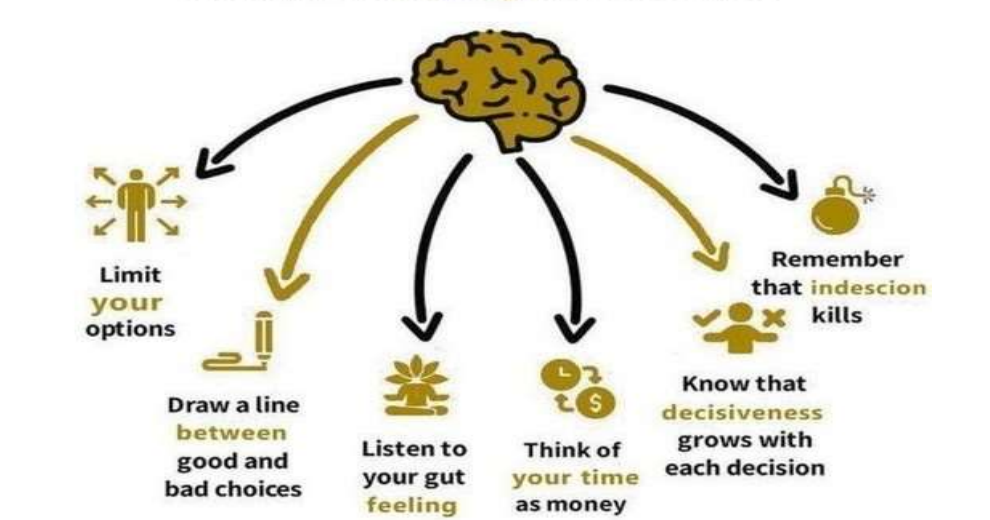 Limit
your
options
Draw a line
between
good and
bad choices
Listen to
your gut
feeling
Think of
your time
as money
Know that
decisiveness
grows with
each decision
Remember
that indescion
kills